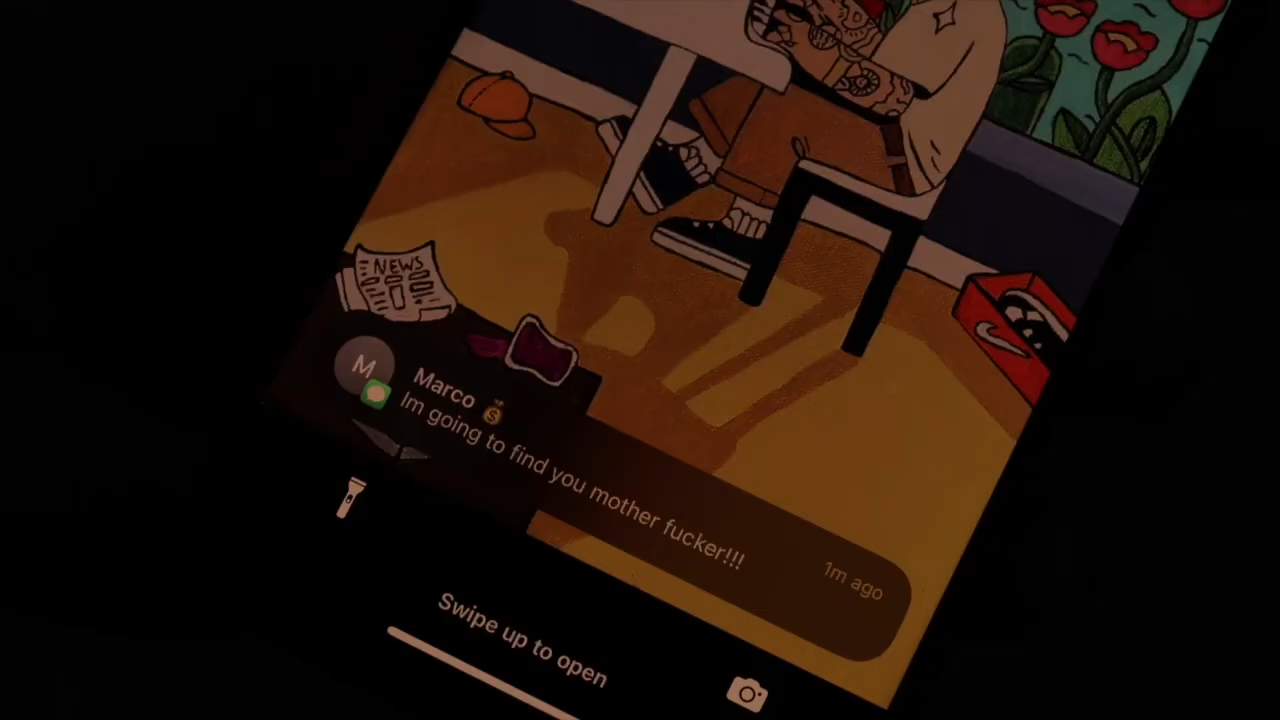 NEWS
M
Marco 💰
Im going to find you mother fucker!!!
1m ago
Swipe up to open